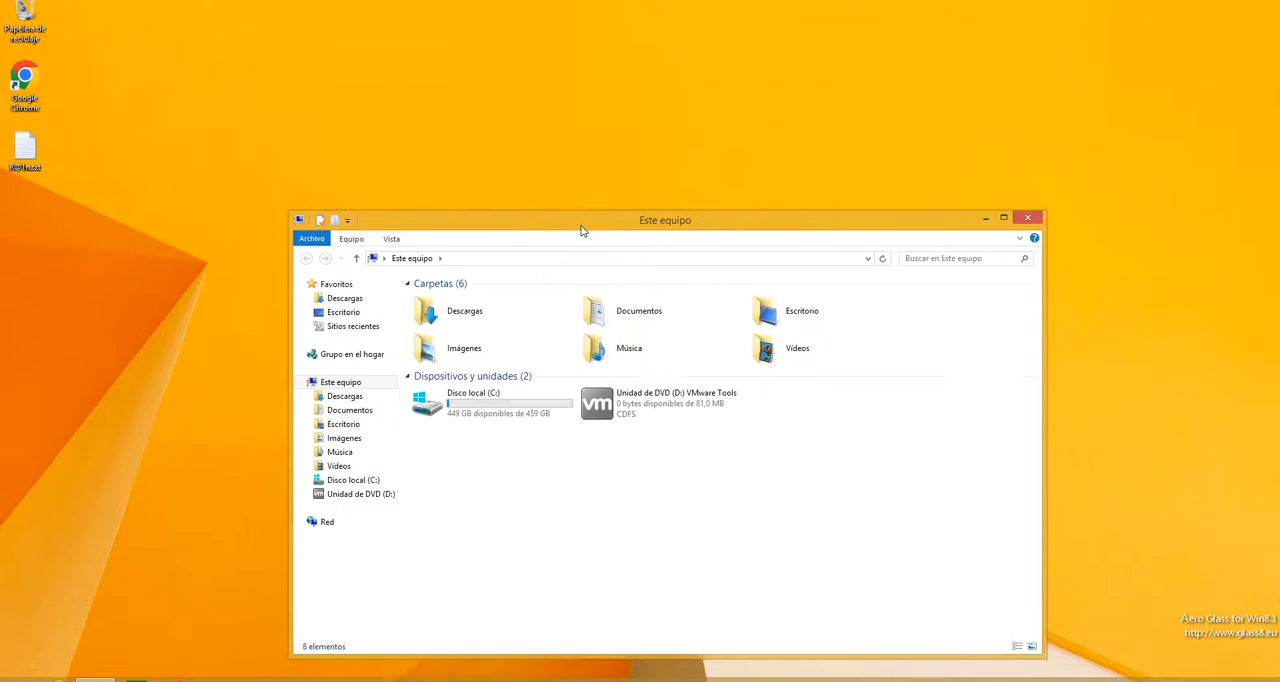 Papelera de
reciclaje
Google
Chrome
R@1n.txt
Este equipo
Archivo
Equipo
Vista
Este equipo
Buscar en Este equipo
Favoritos
Descargas
Escritorio
Sitios recientes
Grupo en el hogar
Este equipo
Descargas
Documentos
Escritorio
Imágenes
Música
Vídeos
Disco local (C:)
Unidad de DVD (D:)
Red
Carpetas (6)
Descargas
Documentos
Escritorio
Imágenes
Música
Vídeos
Dispositivos y unidades (2)
Disco local (C:)
449 GB disponibles de 459 GB
vm
Unidad de DVD (D:) VMware Tools
0 bytes disponibles de 81,0 MB
CDFS
8 elementos
Aero Glass for Win8.1
http://www.glass8.eu